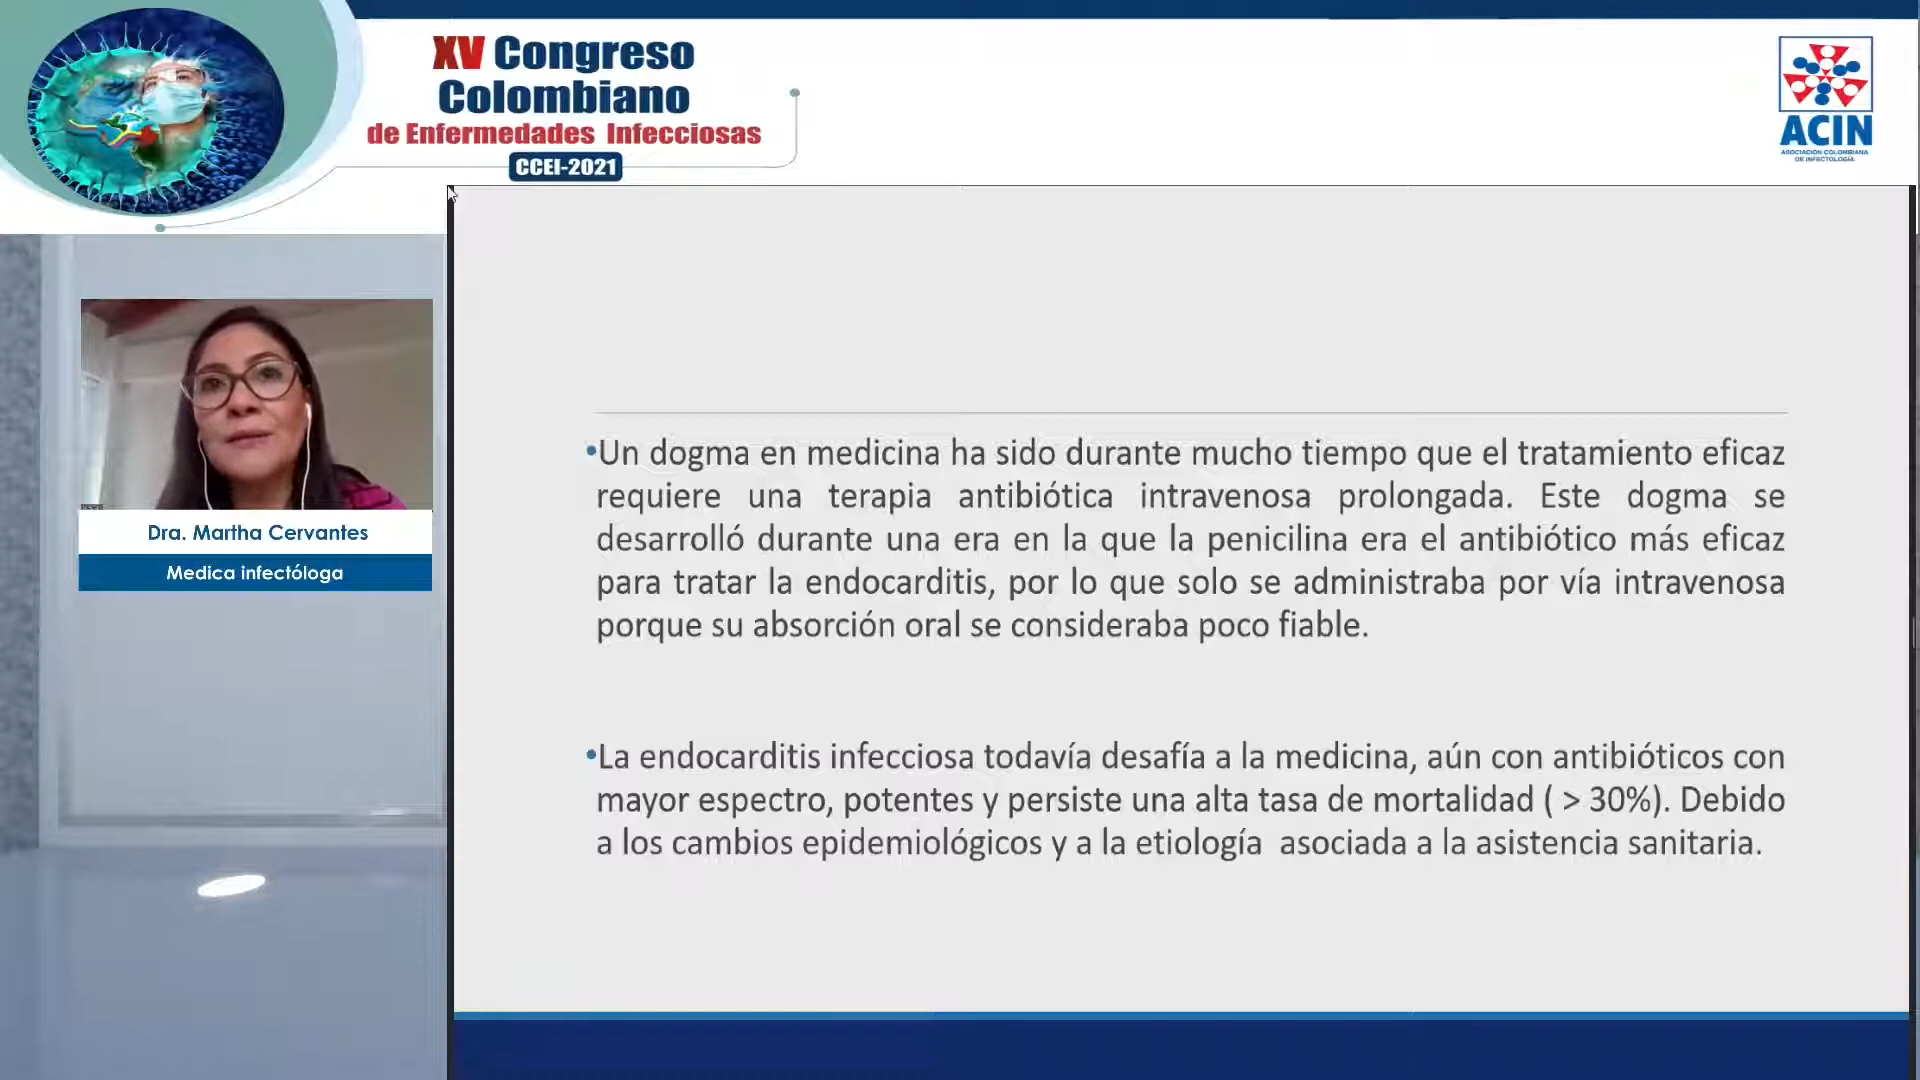 XV Congreso
Colombiano
de Enfermedades Infecciosas
CCEI-2021
ACIN
ASOCIACIÓN COLOMBIANA
DE INFECTOLOGÍA
Dra. Martha Cervantes
Medica infectóloga
•Un dogma en medicina ha sido durante mucho tiempo que el tratamiento eficaz
requiere una terapia antibiótica intravenosa prolongada. Este dogma se
desarrolló durante una era en la que la penicilina era el antibiótico más eficaz
para tratar la endocarditis, por lo que solo se administraba por vía intravenosa
porque su absorción oral se consideraba poco fiable.
•La endocarditis infecciosa todavía desafía a la medicina, aún con antibióticos con
mayor espectro, potentes y persiste una alta tasa de mortalidad ( > 30%). Debido
a los cambios epidemiológicos y a la etiología asociada a la asistencia sanitaria.